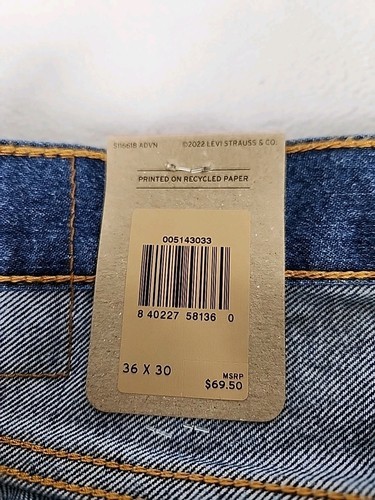 ©2022 LEVI STRAUSS & CO.
PRINTED ON RECYCLED PAPER
005143033
8 40227 58136 0
36 X 30
MSRP
$69.50